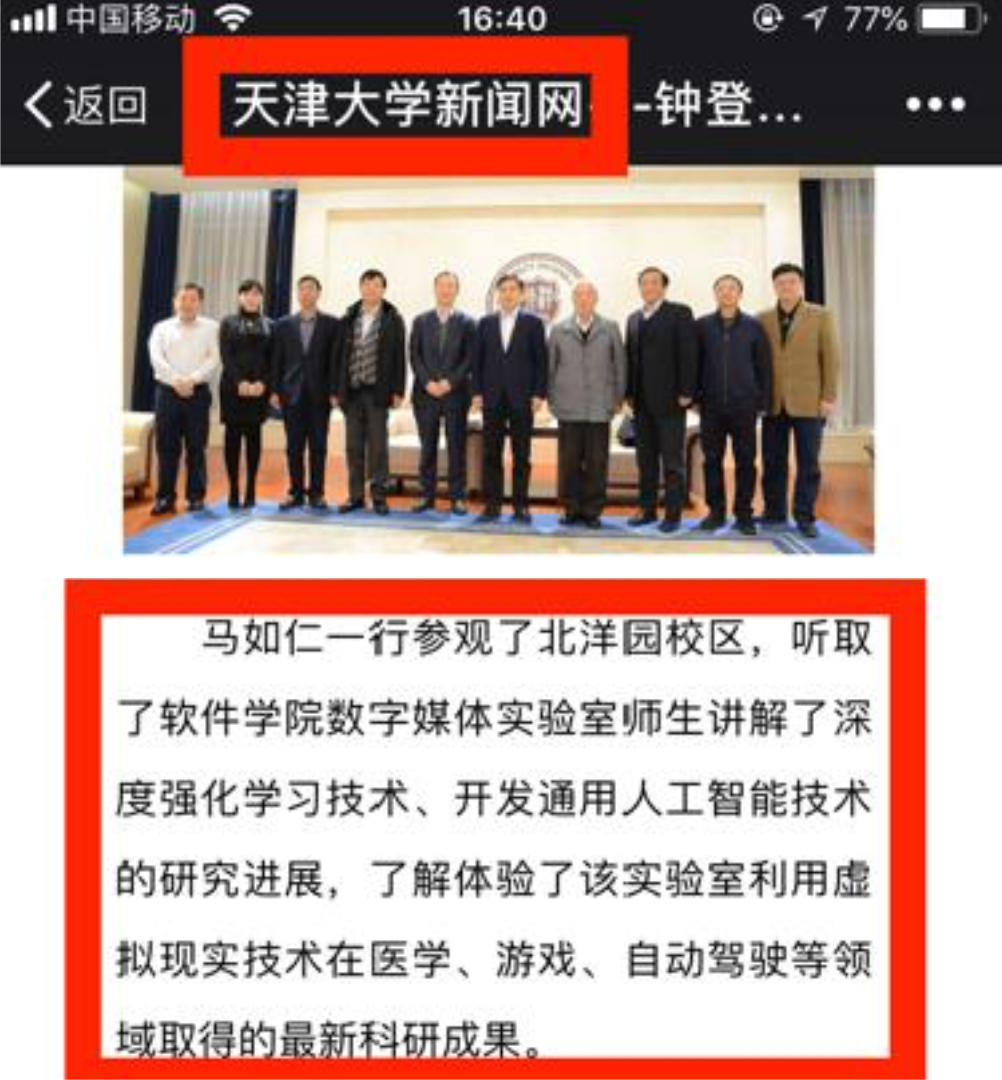 中国移动 16:40 77%
返回 天津大学新闻网- -钟登...
马如仁一行参观了北洋园校区，听取
了软件学院数字媒体实验室师生讲解了深
度强化学习技术、开发通用人工智能技术
的研究进展，了解体验了该实验室利用虚
拟现实技术在医学、游戏、自动驾驶等领
域取得的最新科研成果。